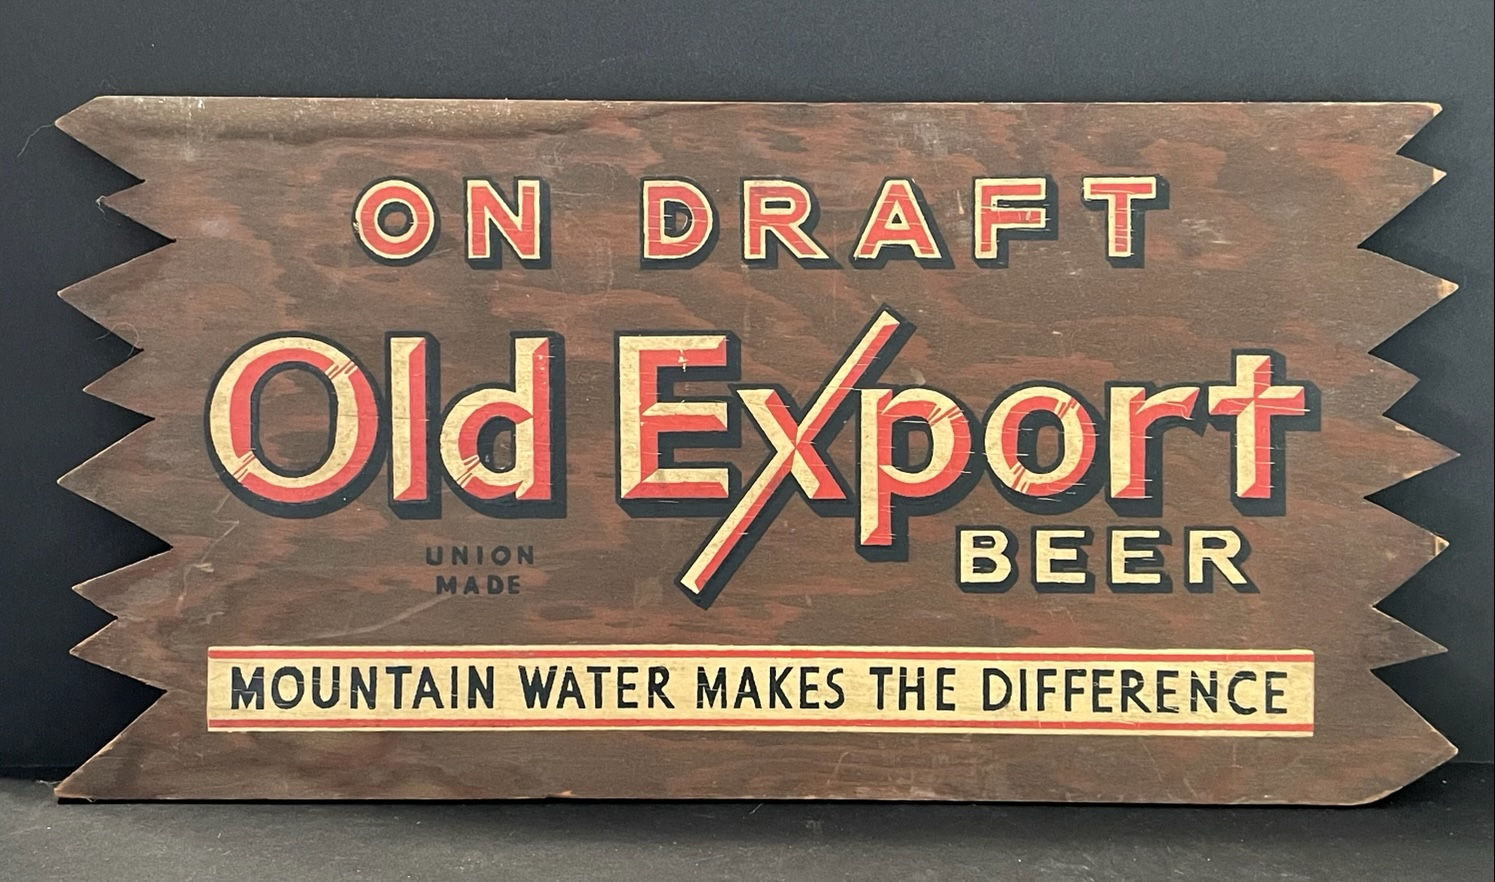 ON DRAFT
Old Export
BEER
UNION
MADE
MOUNTAIN WATER MAKES THE DIFFERENCE